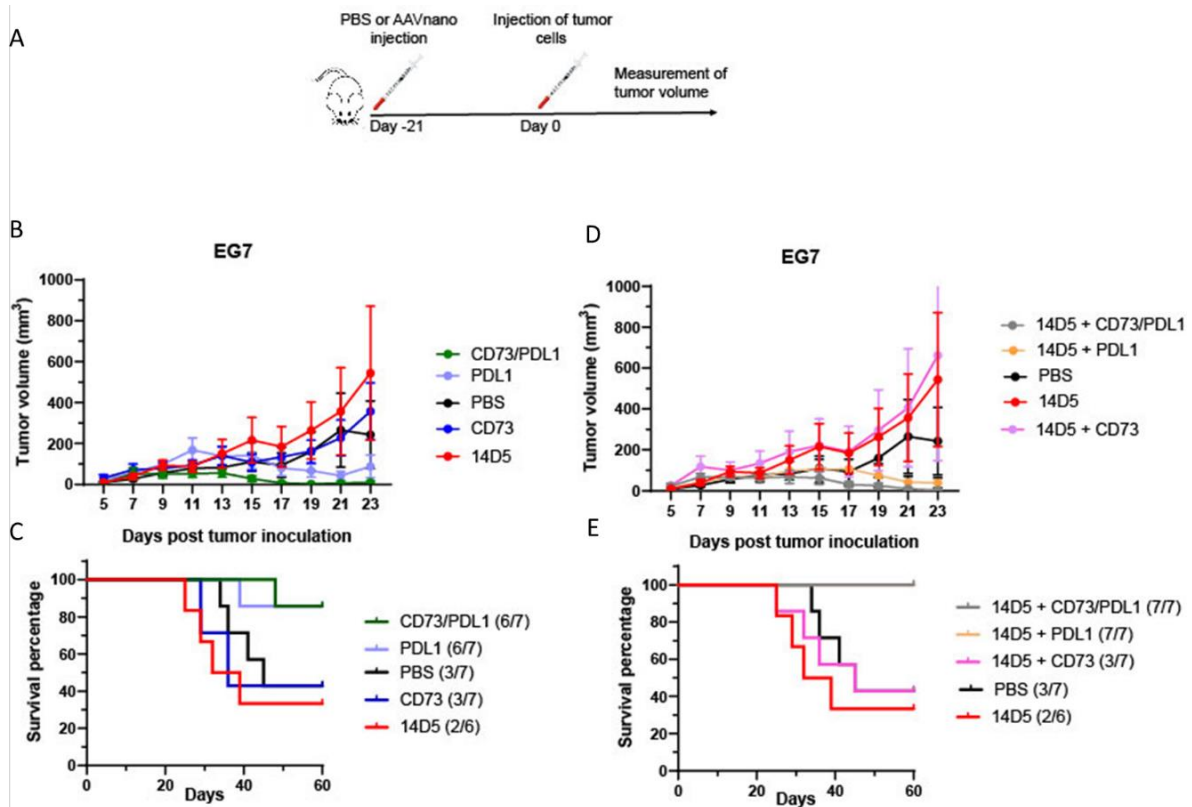 A
PBS or AAVnano
injection
Injection of tumor
cells
Measurement of
tumor volume
Day -21
Day 0
B
EG7
Tumor volume (mm³)
1000
800
600
400
200
0
5 7 9 11 13 15 17 19 21 23
Days post tumor inoculation
CD73/PDL1
PDL1
PBS
CD73
14D5
C
Survival percentage
100
80
60
40
20
0
0 20 40 60
Days
CD73/PDL1 (6/7)
PDL1 (6/7)
PBS (3/7)
CD73 (3/7)
14D5 (2/6)
D
EG7
Tumor volume (mm³)
1000
800
600
400
200
0
5 7 9 11 13 15 17 19 21 23
Days post tumor inoculation
14D5 + CD73/PDL1
14D5 + PDL1
PBS
14D5
14D5 + CD73
E
Survival percentage
100
80
60
40
20
0
0 20 40 60
Days
14D5 + CD73/PDL1 (7/7)
14D5 + PDL1 (7/7)
14D5 + CD73 (3/7)
PBS (3/7)
14D5 (2/6)